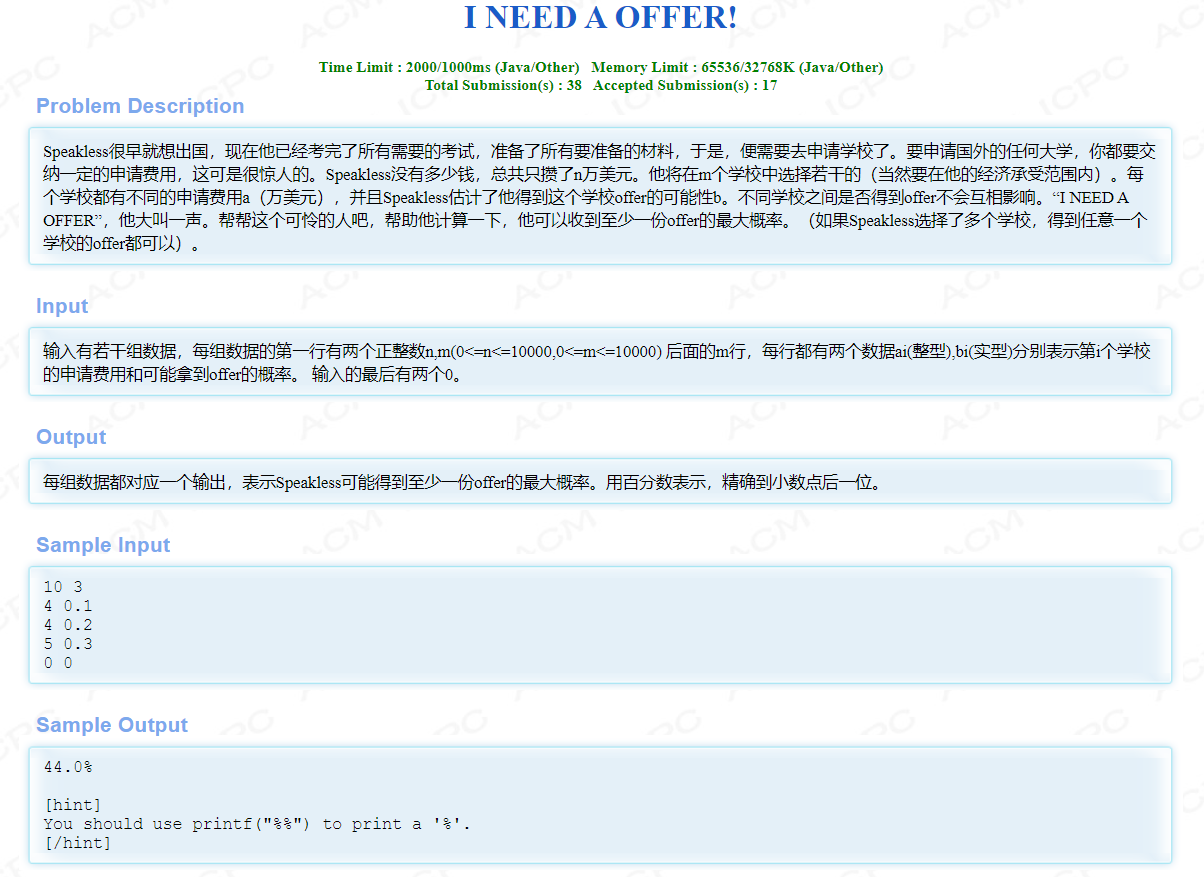 I NEED A OFFER!
Time Limit : 2000/1000ms (Java/Other)   Memory Limit : 65536/32768K (Java/Other)
Total Submission(s) : 38   Accepted Submission(s) : 17
Problem Description
Speakless很早就想出国，现在他已经考完了所有需要的考试，准备了所有要准备的材料，于是，便需要去申请学校了。要申请国外的任何大学，你都要交
纳一定的申请费用，这可是很惊人的。Speakless没有多少钱，总共只攒了n万美元。他将在m个学校中选择若干的（当然要在他的经济承受范围内）。每
个学校都有不同的申请费用a（万美元），并且Speakless估计了他得到这个学校offer的可能性b。不同学校之间是否得到offer不会互相影响。“I NEED A
OFFER”，他大叫一声。帮帮这个可怜的人吧，帮助他计算一下，他可以收到至少一份offer的最大概率。（如果Speakless选择了多个学校，得到任意一个
学校的offer都可以）。
Input
输入有若干组数据，每组数据的第一行有两个正整数n,m(0<=n<=10000,0<=m<=10000) 后面的m行，每行都有两个数据ai(整型),bi(实型)分别表示第i个学校
的申请费用和可能拿到offer的概率。 输入的最后有两个0。
Output
每组数据都对应一个输出，表示Speakless可能得到至少一份offer的最大概率。用百分数表示，精确到小数点后一位。
Sample Input
10 3
4 0.1
4 0.2
5 0.3
0 0
Sample Output
44.0%
[hint]
You should use printf("%%") to print a '%'.
[/hint]